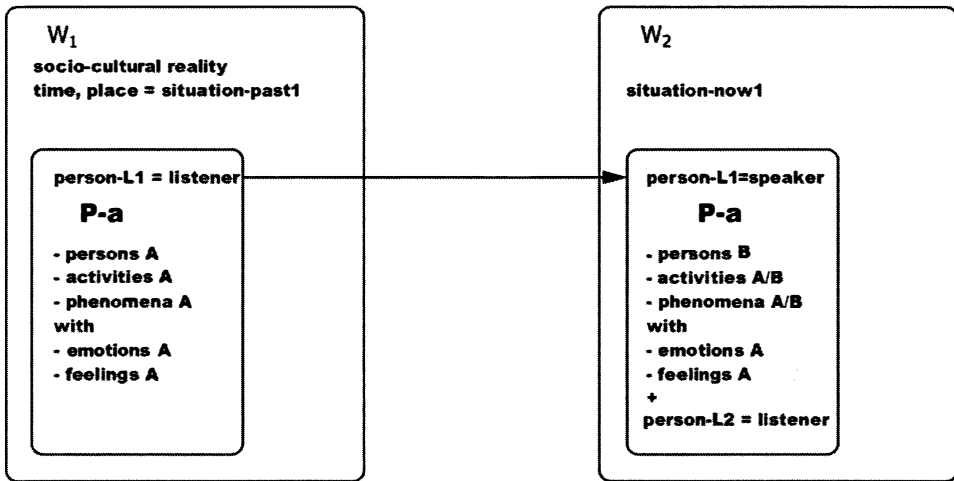 W₁
socio-cultural reality
time, place = situation-past1
person-L1 = listener
P-a
- persons A
- activities A
- phenomena A
with
- emotions A
- feelings A
W₂
situation-now1
person-L1=speaker
P-a
- persons B
- activities A/B
- phenomena A/B
with
- emotions A
- feelings A
+
person-L2 = listener